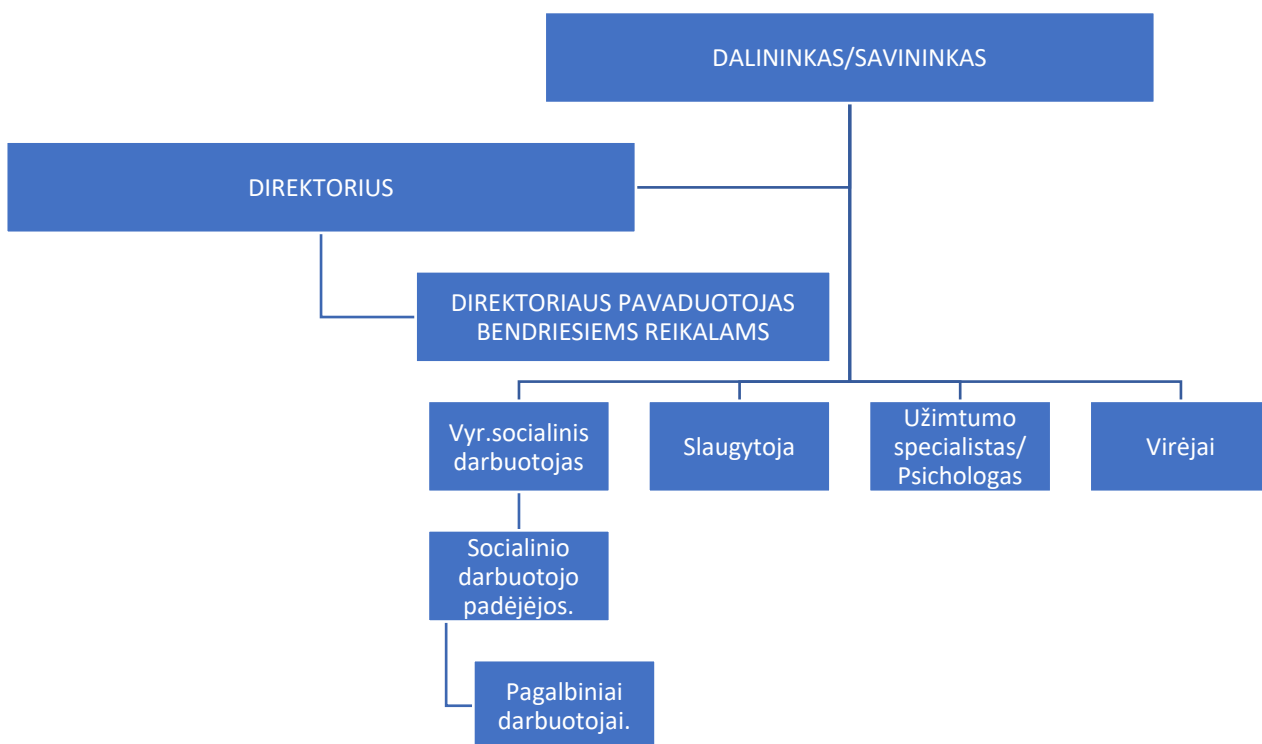 DALININKAS/SAVININKAS
DIREKTORIUS
DIREKTORIAUS PAVADUOTOJAS
BENDRIESIEMS REIKALAMS
Vyr.socialinis
darbuotojas
Slaugytoja
Užimtumo
specialistas/
Psichologas
Virėjai
Socialinio
darbuotojo
padėjėjos.
Pagalbiniai
darbuotojai.